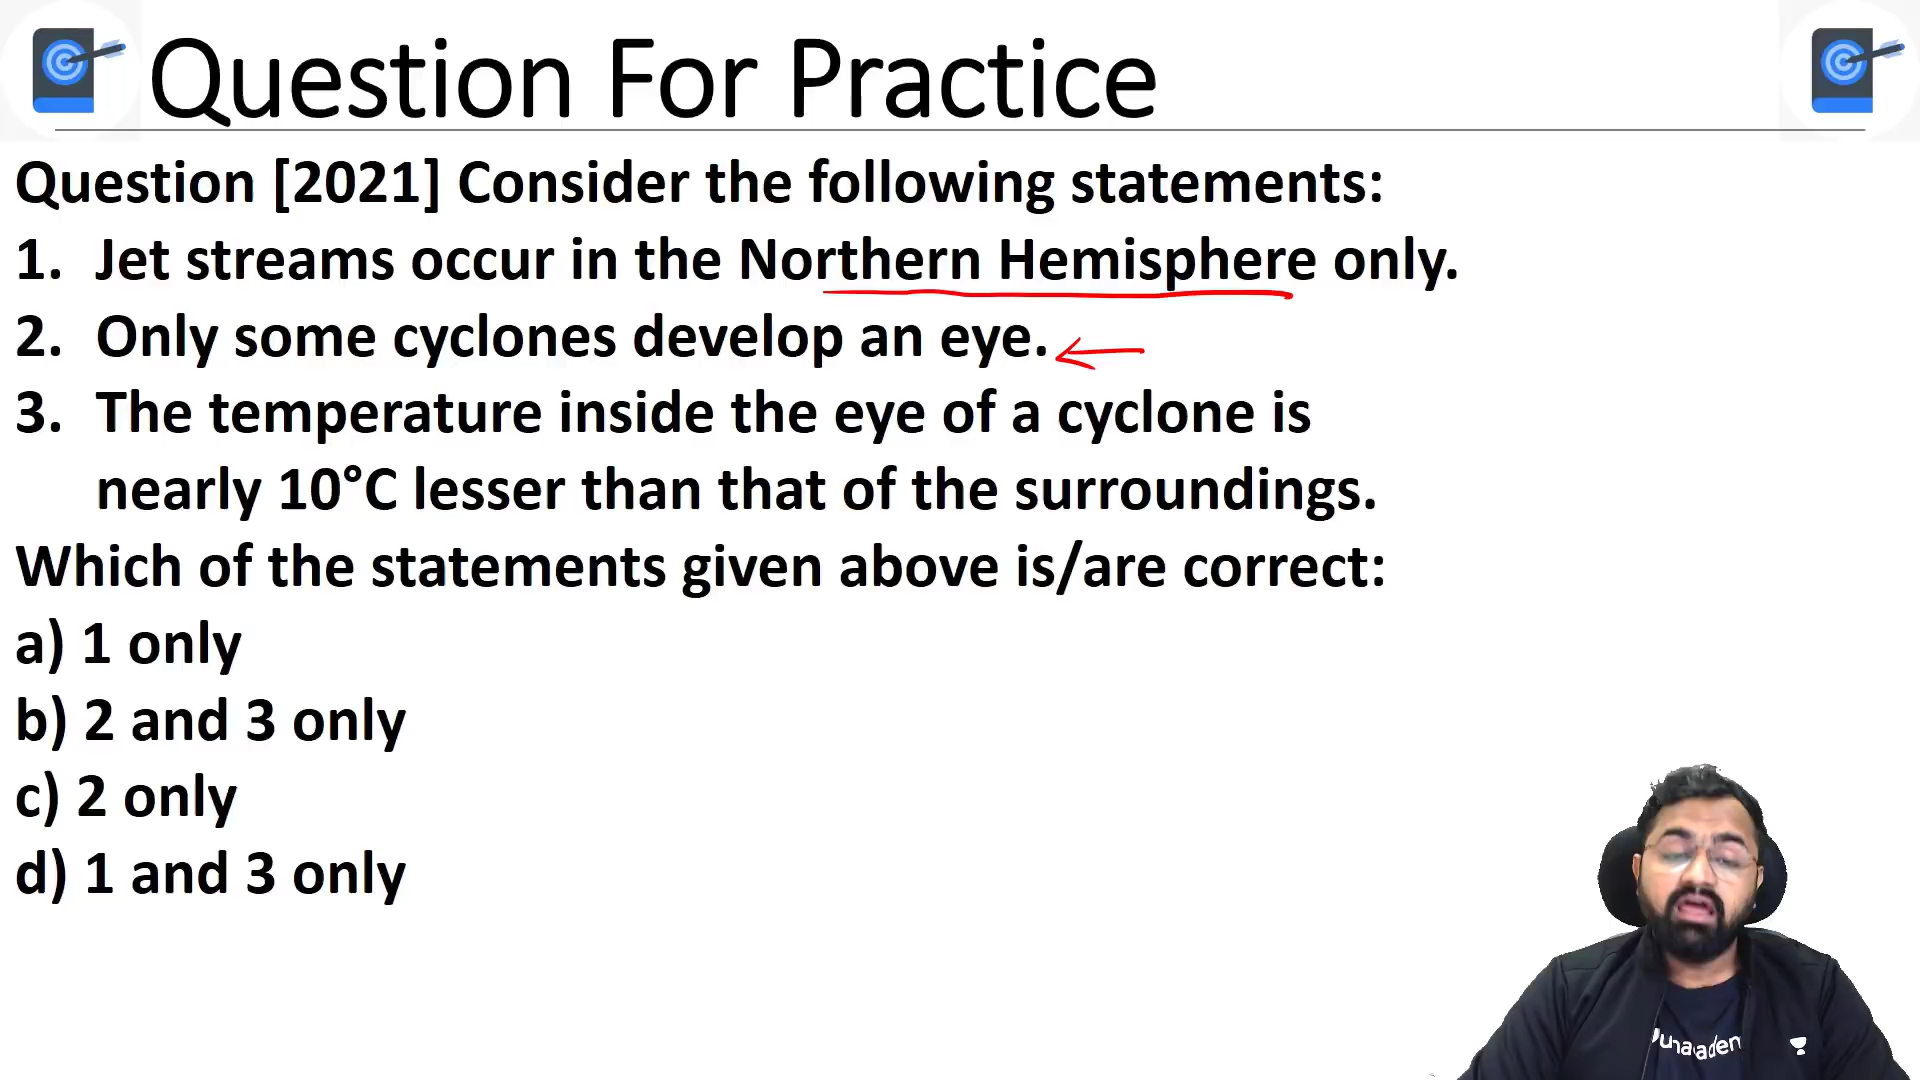 Question For Practice
Question [2021] Consider the following statements:
1. Jet streams occur in the Northern Hemisphere only.
2. Only some cyclones develop an eye.
3. The temperature inside the eye of a cyclone is
nearly 10°C lesser than that of the surroundings.
Which of the statements given above is/are correct:
a) 1 only
b) 2 and 3 only
c) 2 only
d) 1 and 3 only